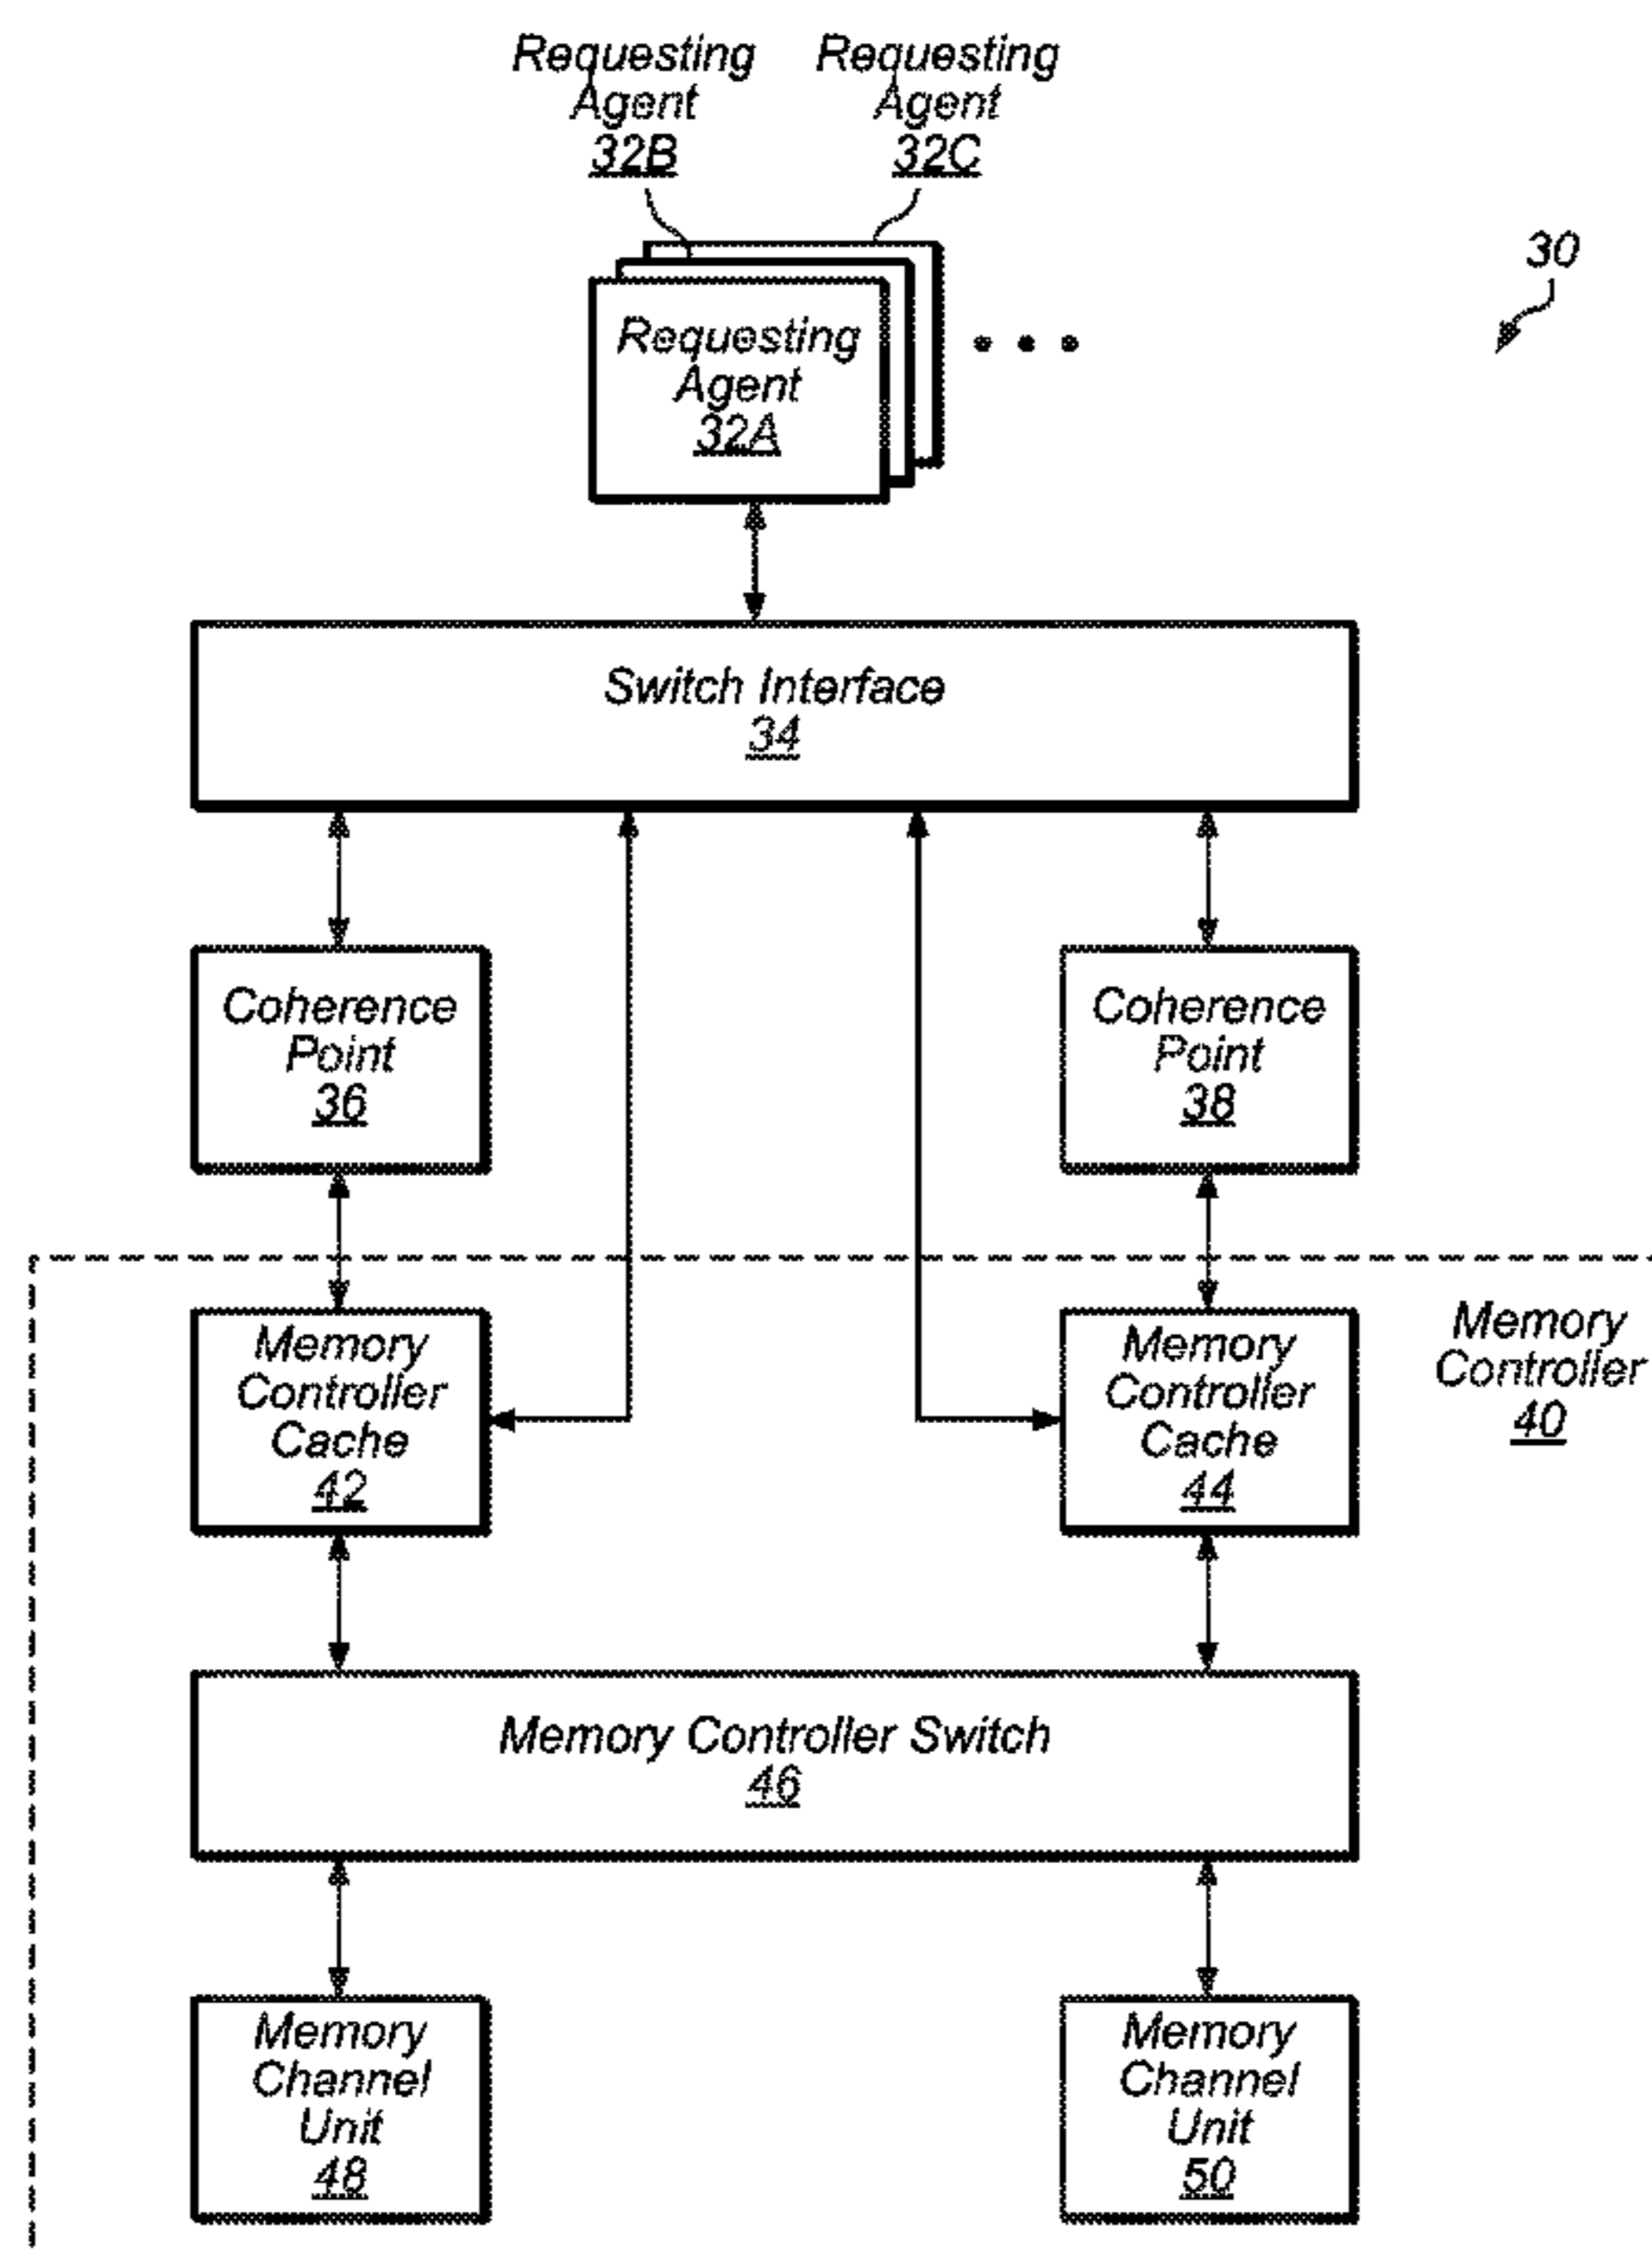 Requesting
Agent
32B
Requesting
Agent
32C
30
Requesting
Agent
32A
Switch Interface
34
Coherence
Point
36
Coherence
Point
38
Memory
Controller
Cache
42
Memory
Controller
Cache
44
Memory
Controller
40
Memory Controller Switch
46
Memory
Channel
Unit
48
Memory
Channel
Unit
50